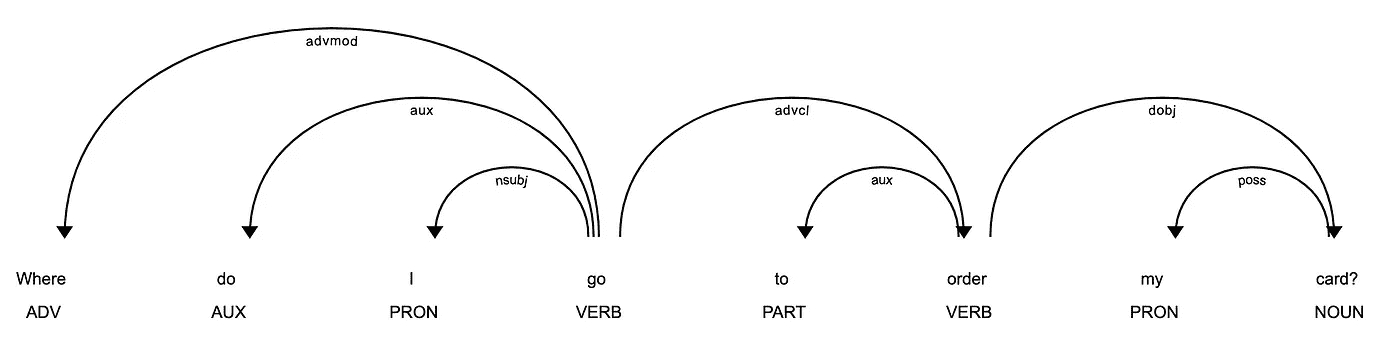 advmod
aux advcl dobj
nsubj aux poss
Where do I go to order my card?
ADV AUX PRON VERB PART VERB PRON NOUN